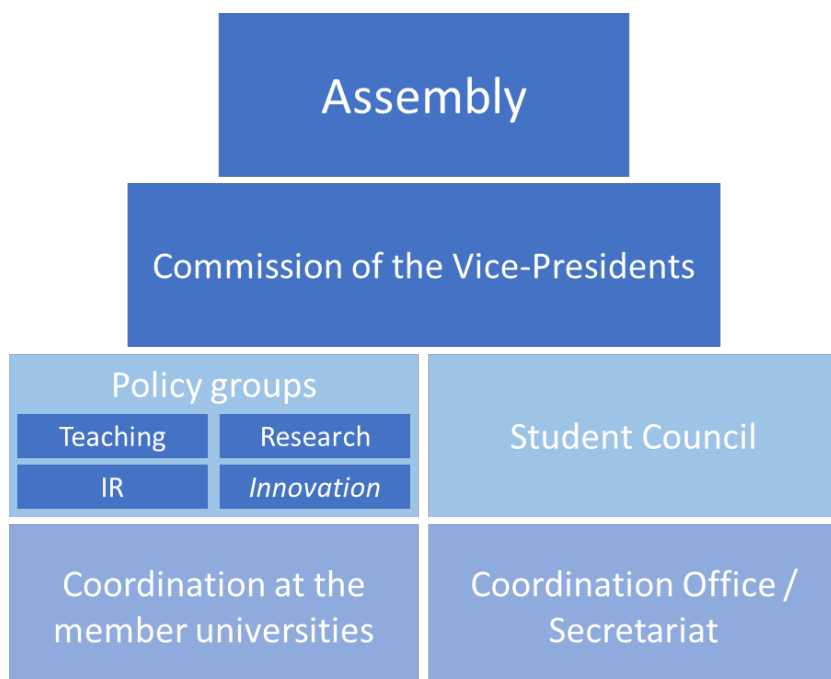 Assembly
Commission of the Vice-Presidents
Policy groups
Teaching
Research
IR
Innovation
Student Council
Coordination at the
member universities
Coordination Office /
Secretariat